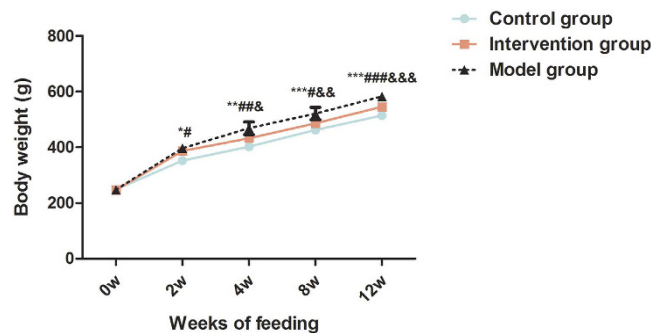 Control group
Intervention group
Model group
Body weight (g)
800
600
400
200
0
*#
**##&
***#&&
***###&&&
0w
2w
4w
8w
12w
Weeks of feeding